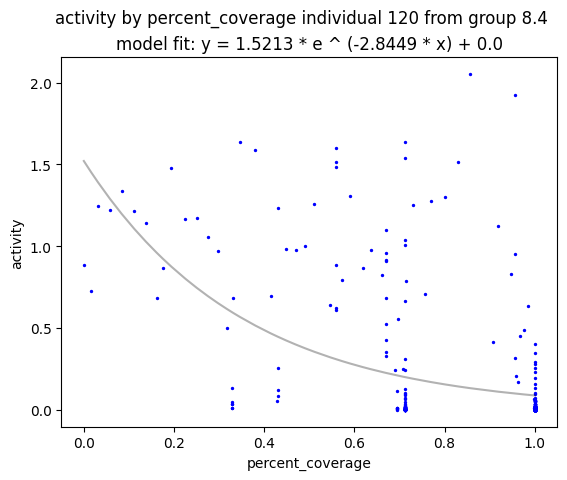 activity by percent_coverage individual 120 from group 8.4
model fit: y = 1.5213 * e ^ (-2.8449 * x) + 0.0
2.0
1.5
1.0
0.5
0.0
activity
0.0 0.2 0.4 0.6 0.8 1.0
percent_coverage